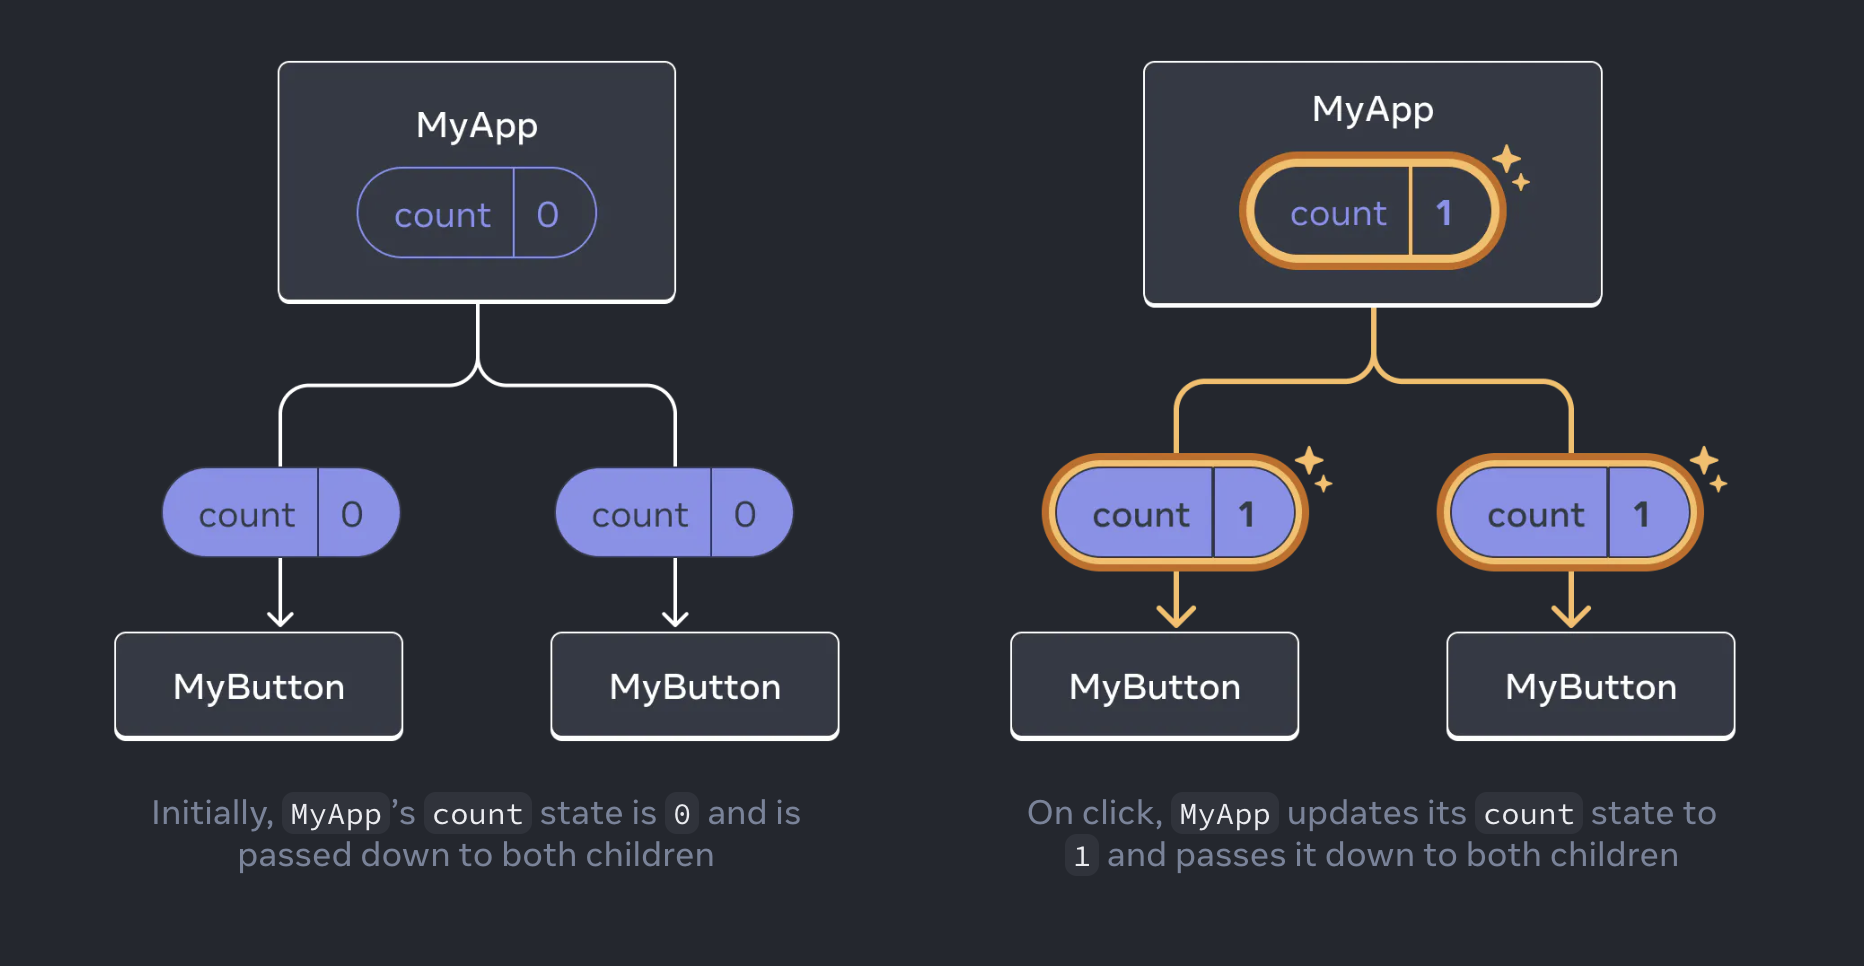 MyApp
count 0
count 0
count 0
MyButton
MyButton
Initially, MyApp’s count state is 0 and is
passed down to both children
MyApp
count 1
count 1
count 1
MyButton
MyButton
On click, MyApp updates its count state to
1 and passes it down to both children